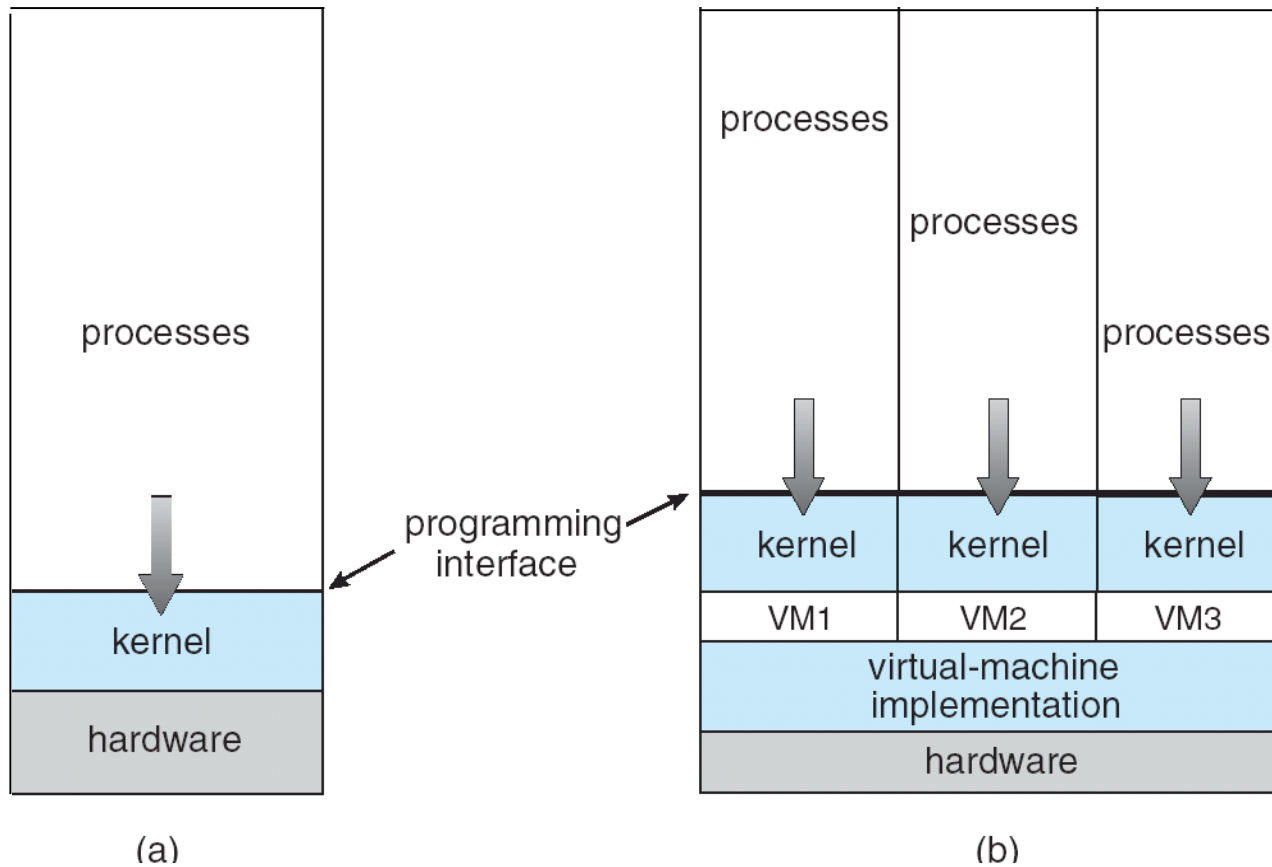 processes
kernel
hardware
(a)
programming
interface
processes
processes
processes
kernel
kernel
kernel
VM1
VM2
VM3
virtual-machine
implementation
hardware
(b)